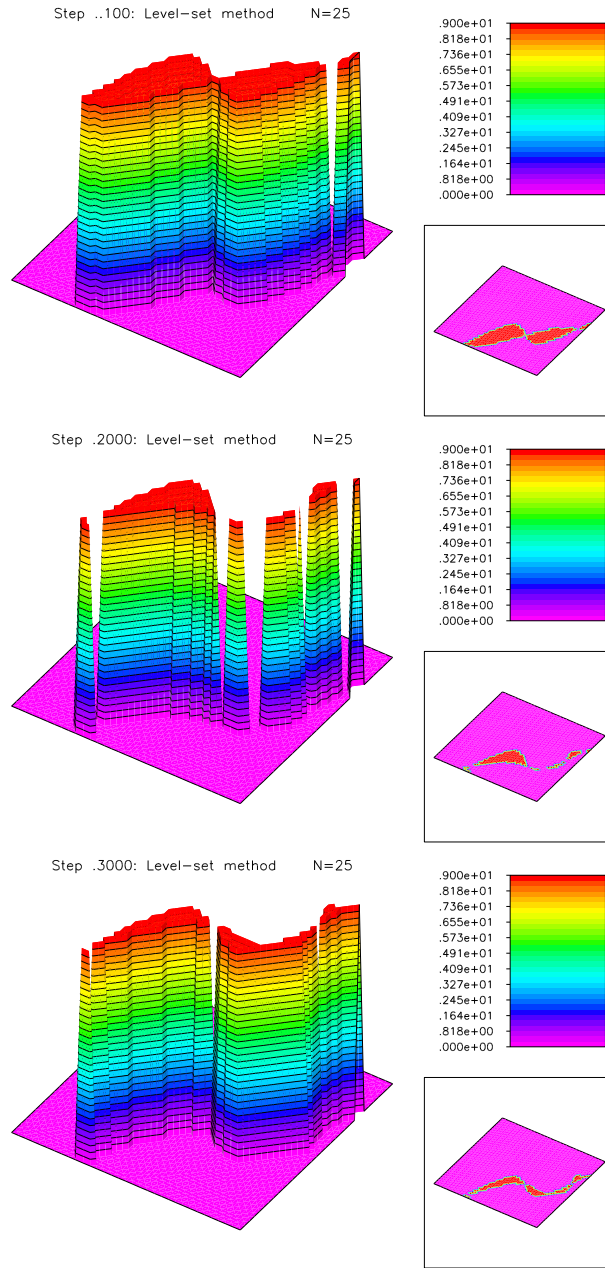 Step ..100: Level-set method N=25
.900e+01
.818e+01
.736e+01
.655e+01
.573e+01
.491e+01
.409e+01
.327e+01
.245e+01
.164e+01
.818e+00
.000e+00
Step .2000: Level-set method N=25
.900e+01
.818e+01
.736e+01
.655e+01
.573e+01
.491e+01
.409e+01
.327e+01
.245e+01
.164e+01
.818e+00
.000e+00
Step .3000: Level-set method N=25
.900e+01
.818e+01
.736e+01
.655e+01
.573e+01
.491e+01
.409e+01
.327e+01
.245e+01
.164e+01
.818e+00
.000e+00